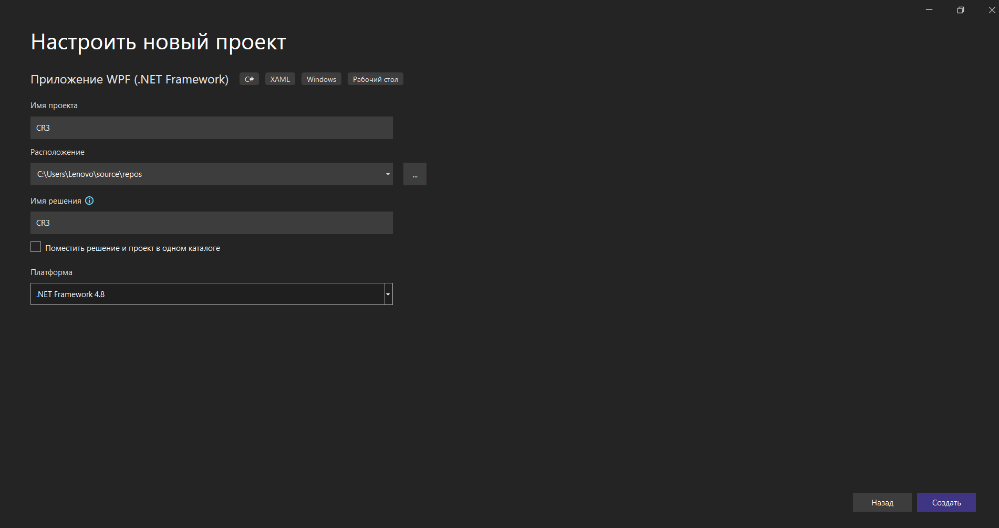 Настроить новый проект
Приложение WPF (.NET Framework) C# XAML Windows Рабочий стол
Имя проекта
CR3
Расположение
C:\Users\Lenovo\source\repos
...
Имя решения
CR3
Поместить решение и проект в одном каталоге
Платформа
.NET Framework 4.8
Назад Создать